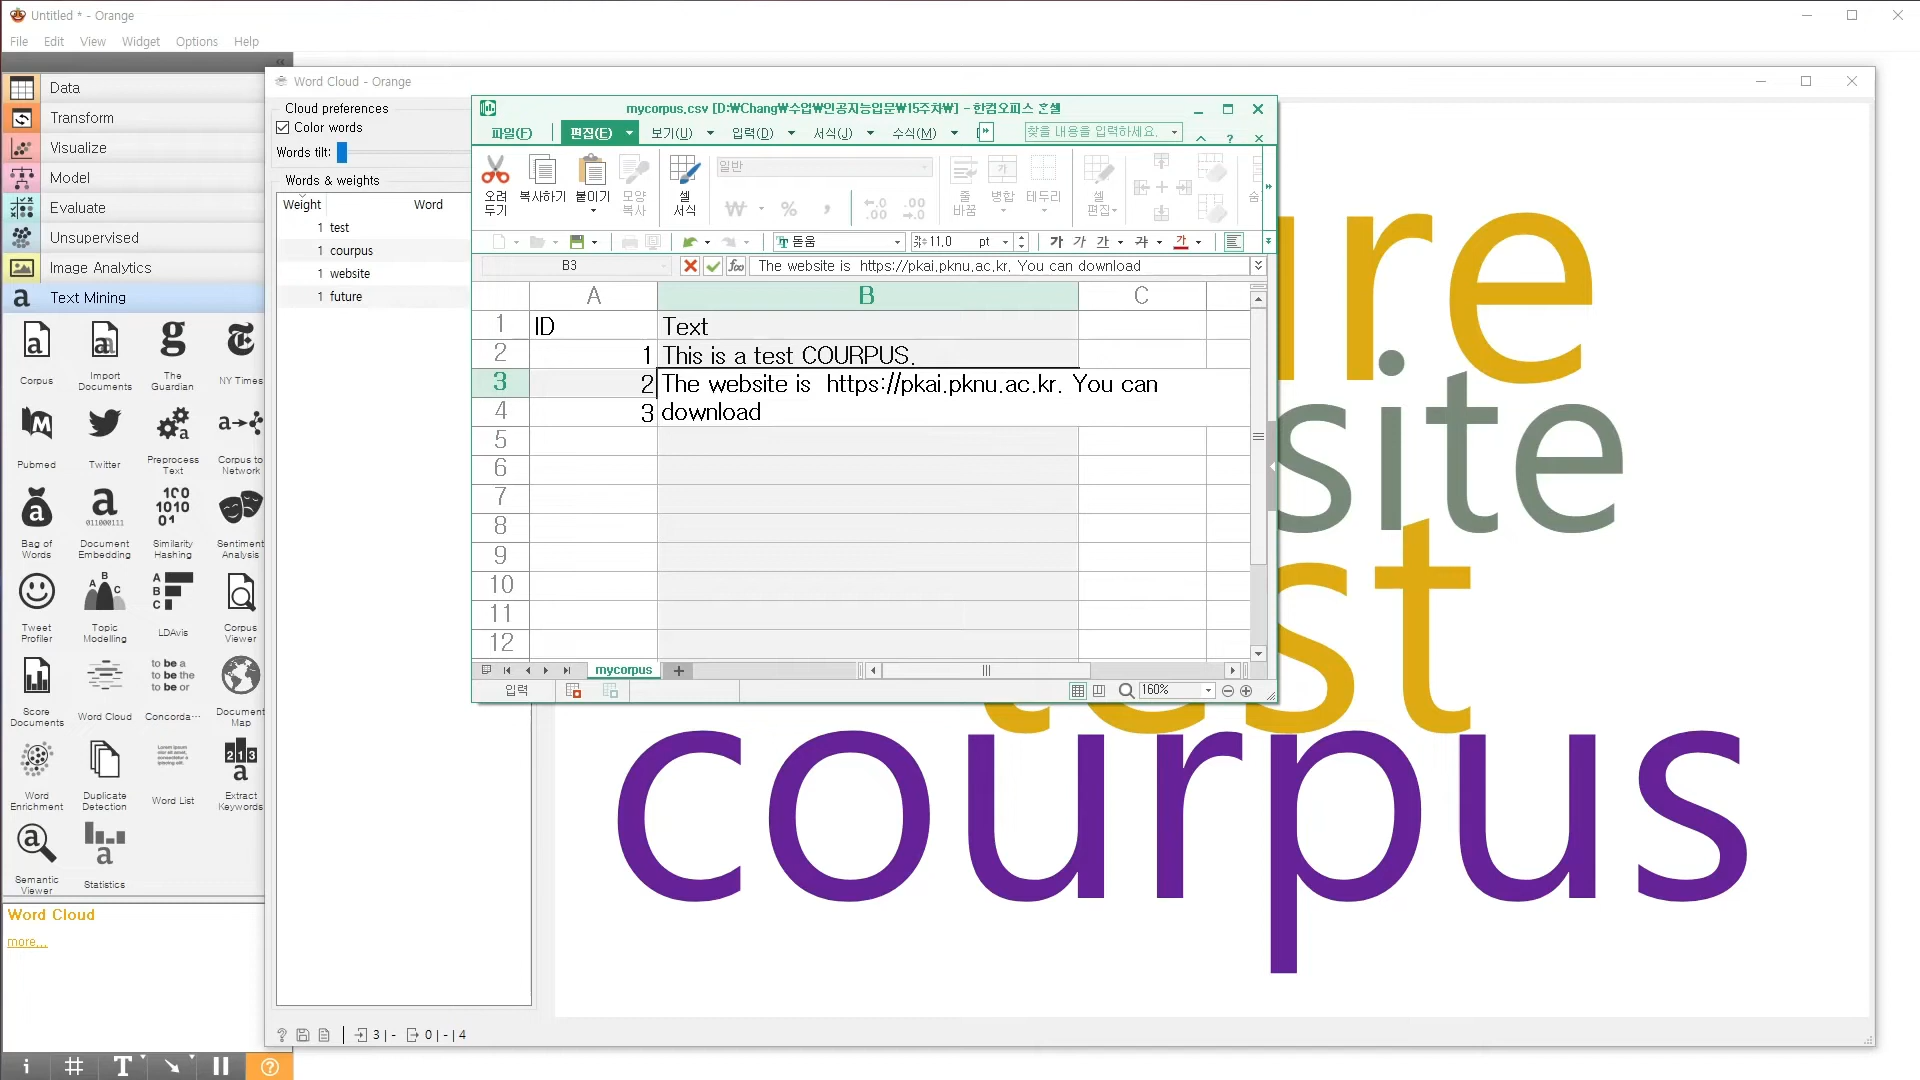 Untitled * - Orange
File Edit View Widget Options Help
Data
Transform
Visualize
Model
Evaluate
Unsupervised
Image Analytics
Text Mining
Corpus
Import Documents
The Guardian
NY Times
Pubmed
Twitter
Preprocess Text
Corpus to Network
Bag of Words
Document Embedding
Similarity Hashing
Sentiment Analysis
Tweet Profiler
Topic Modelling
LDAvis
Corpus Viewer
Score Documents
Word Cloud
Concorda···
Document Map
Word Enrichment
Duplicate Detection
Word List
Extract Keywords
Semantic Viewer
Statistics
Word Cloud
more...
Word Cloud - Orange
Cloud preferences
Color words
Words tilt:
Words & weights
Weight Word
1 test
1 courpus
1 website
1 future
3 | - 0 | - | 4
mycorpus.csv [D:₩Chang₩수업₩인공지능입문₩15주차₩] - 한컴오피스 한셀
파일(F) 편집(E) 보기(U) 입력(D) 서식(J) 수식(M) 찾을 내용을 입력하세요.
오려 두기
복사하기
붙이기
모양 복사
셀 서식
일반
₩ % ,
줄 바꿈
병합
테두리
셀 편집
숨
돋움 11.0 pt 가 가 가 가 가
B3 The website is  https://pkai.pknu.ac.kr. You can download
A B C
1 ID Text
2 1 This is a test COURPUS.
3 2 The website is  https://pkai.pknu.ac.kr. You can
4 3 download
5
6
7
8
9
10
11
12
mycorpus
입력 160%
ure
site
test
courpus